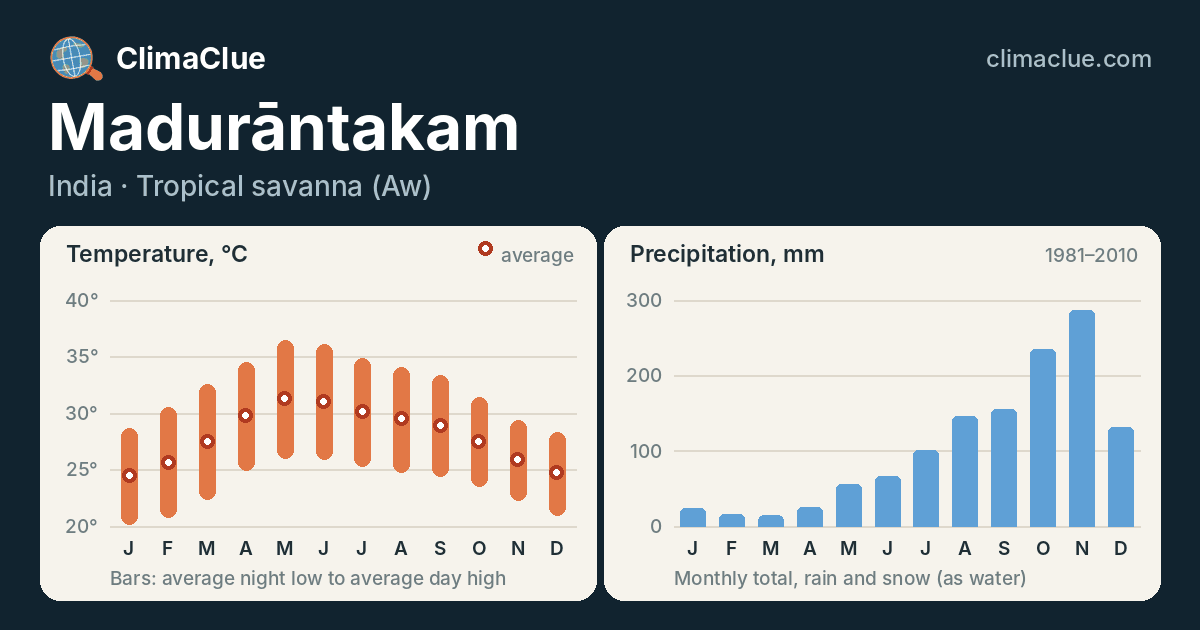 ClimaClue
climaclue.com
Madurāntakam
India · Tropical savanna (Aw)
Temperature, °C
average
40°
35°
30°
25°
20°
J F M A M J J A S O N D
Bars: average night low to average day high
Precipitation, mm
1981–2010
300
200
100
0
J F M A M J J A S O N D
Monthly total, rain and snow (as water)